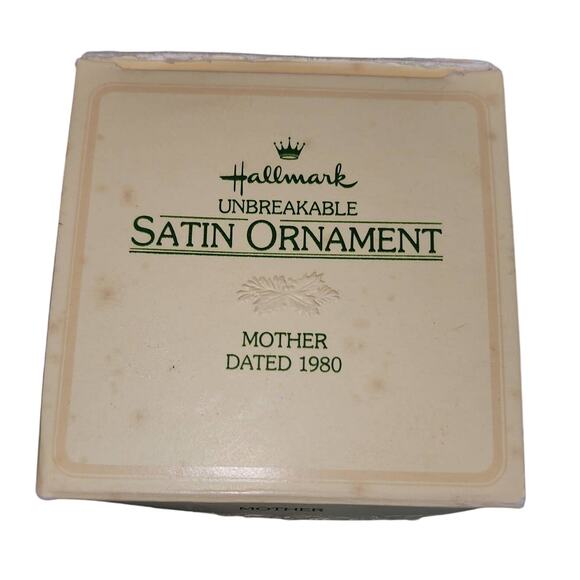 Hallmark
UNBREAKABLE
SATIN ORNAMENT
MOTHER
DATED 1980
MOTHER